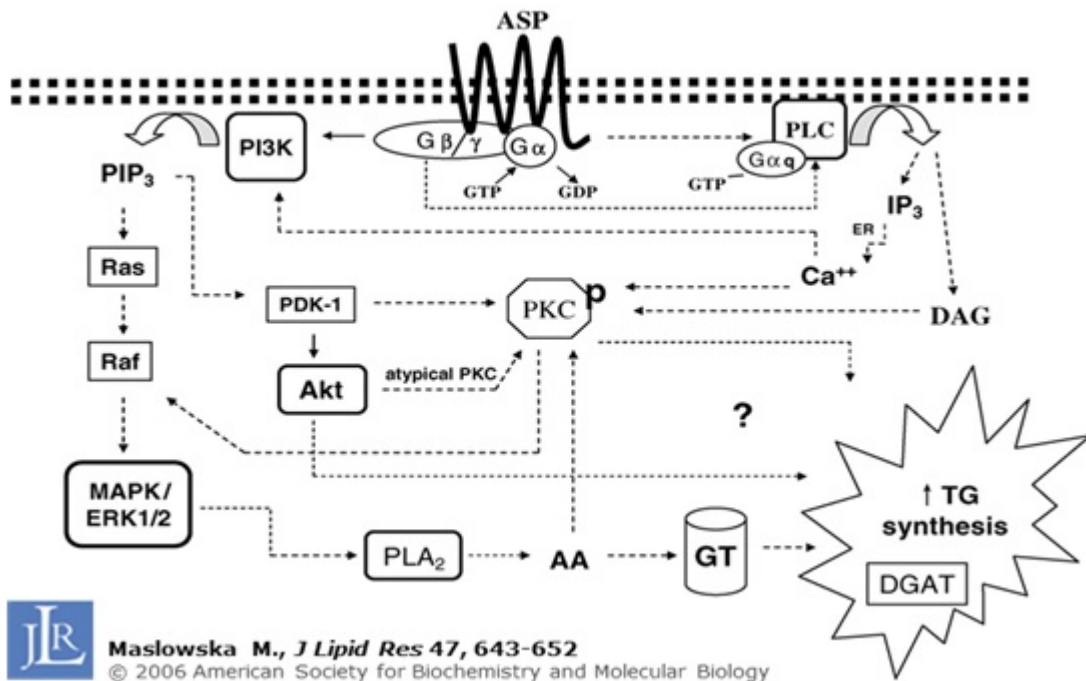 ASP
PI3K
G β/γ
Gα
GTP
GDP
PLC
Gα q
GTP
PIP3
IP3
ER
Ca++
Ras
PDK-1
PKC
p
DAG
Raf
Akt
atypical PKC
?
MAPK/
ERK1/2
↑ TG
synthesis
PLA2
AA
GT
DGAT
JLR
Maslowska M., J Lipid Res 47, 643-652
© 2006 American Society for Biochemistry and Molecular Biology